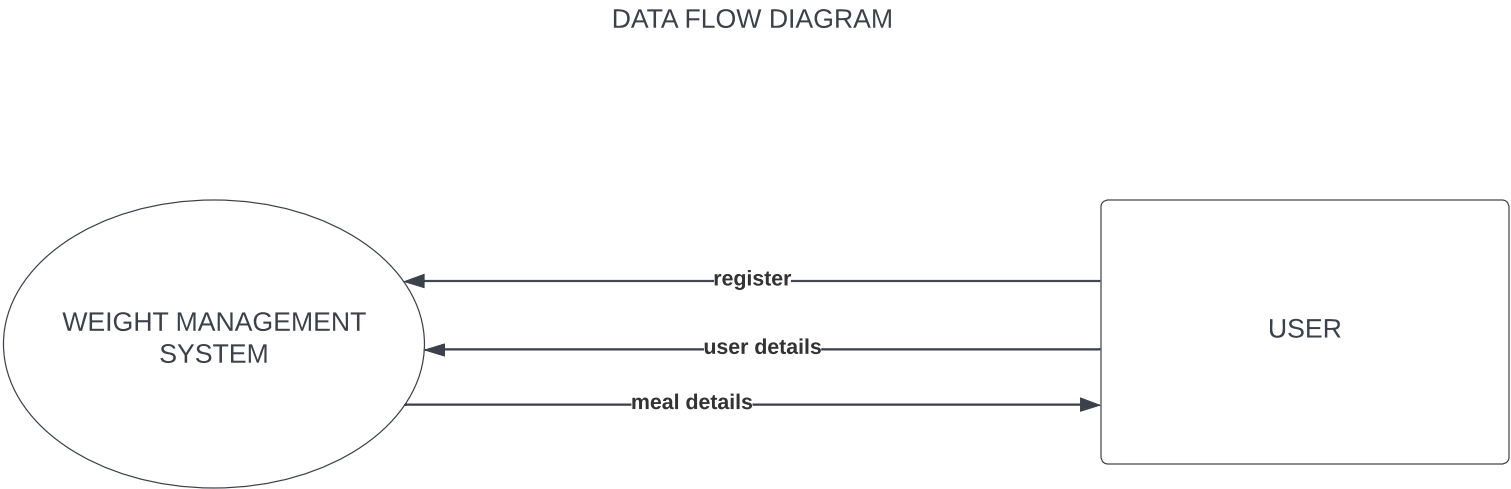 DATA FLOW DIAGRAM
register
WEIGHT MANAGEMENT
SYSTEM
USER
user details
meal details